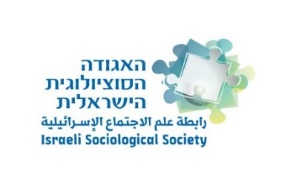 האגודה
הסוציולוגית
הישראלית
رابطة علم الاجتماع الإسرائيلية
Israeli Sociological Society